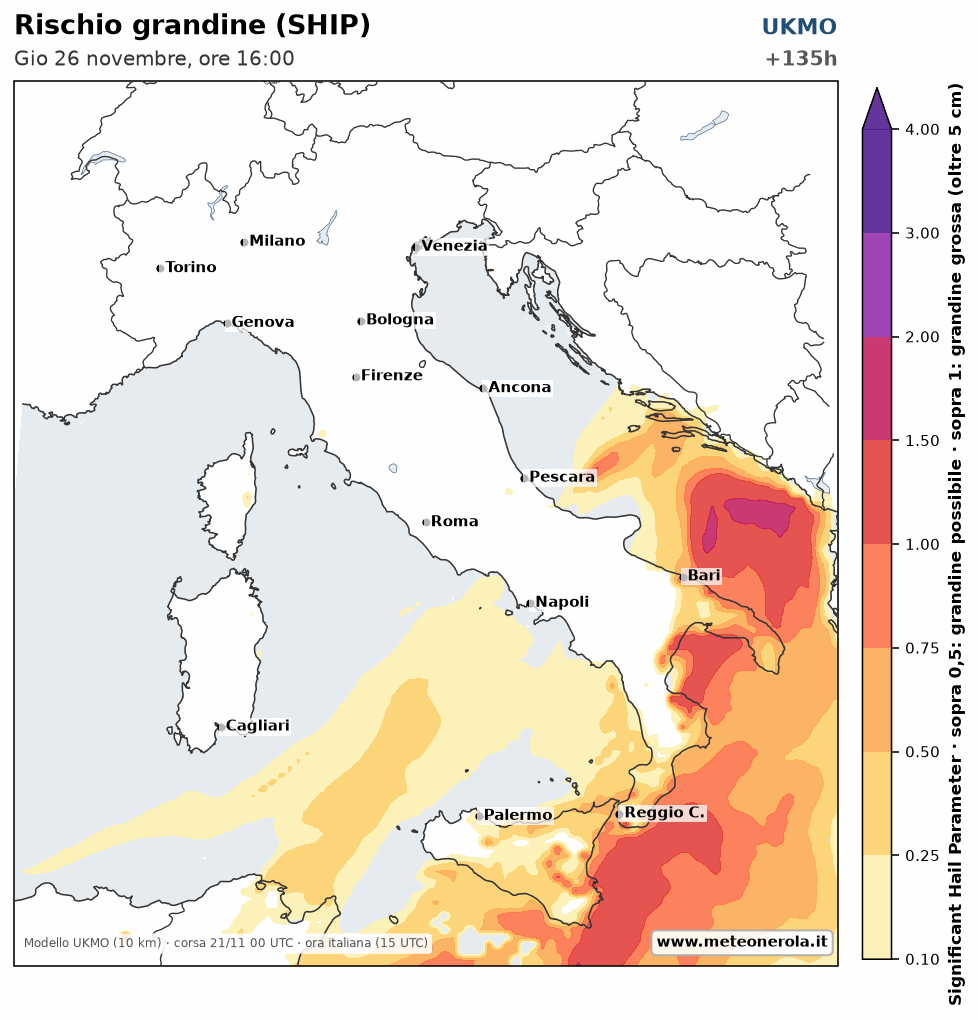 Rischio grandine (SHIP)
UKMO
Gio 26 novembre, ore 16:00
+135h
Milano
Venezia
Torino
Genova
Bologna
Firenze
Ancona
Pescara
Roma
Bari
Napoli
Cagliari
Palermo
Reggio C.
Modello UKMO (10 km) · corsa 21/11 00 UTC · ora italiana (15 UTC)
www.meteonerola.it
4.00
3.00
2.00
1.50
1.00
0.75
0.50
0.25
0.10
Significant Hail Parameter · sopra 0,5: grandine possibile · sopra 1: grandine grossa (oltre 5 cm)